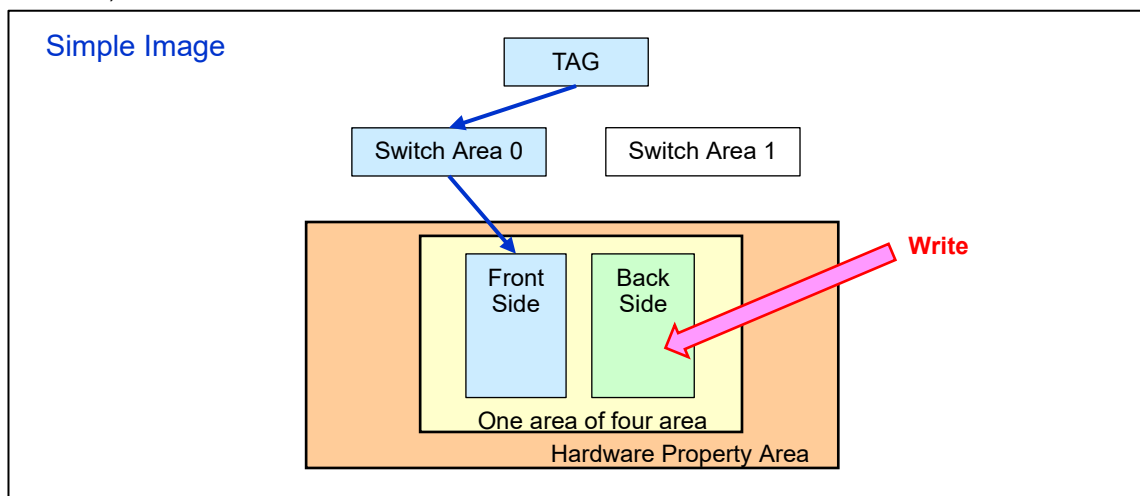 Simple Image
TAG
Switch Area 0
Switch Area 1
Write
Front
Side
Back
Side
One area of four area
Hardware Property Area